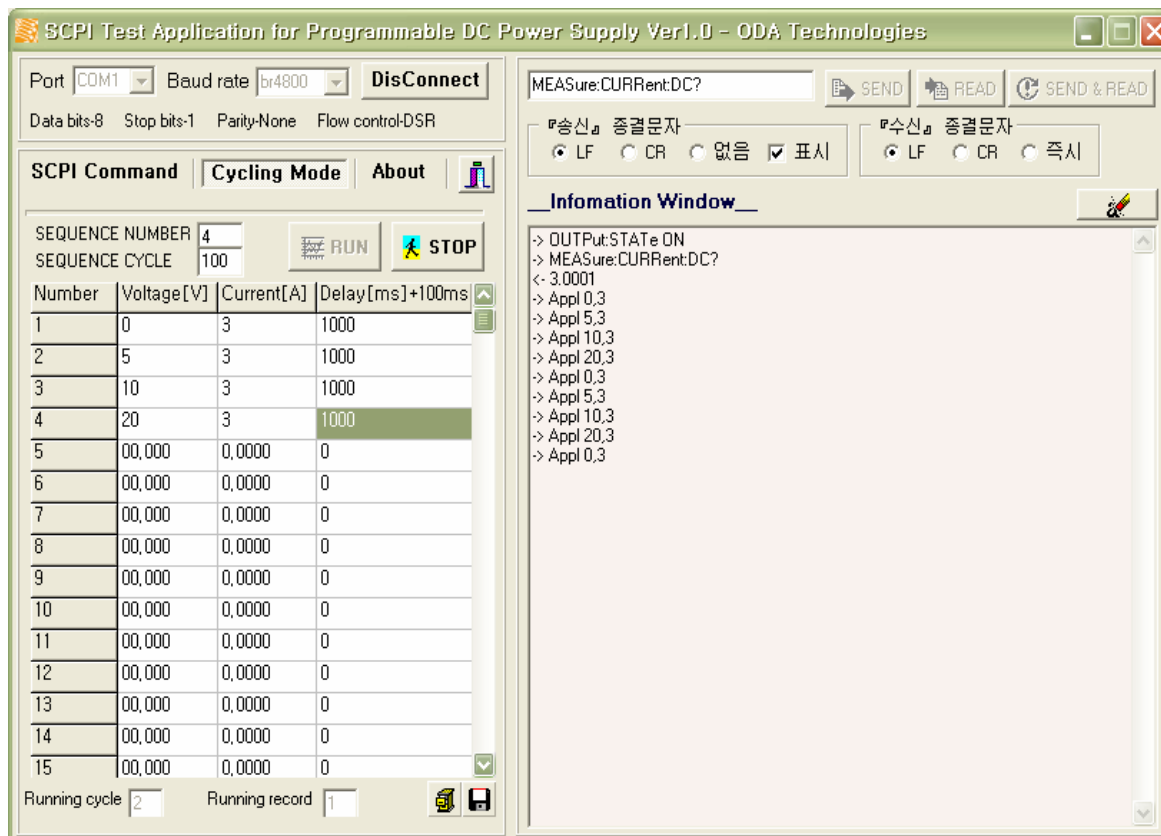 SCPI Test Application for Programmable DC Power Supply Ver1.0 - ODA Technologies
Port COM1 Baud rate br4800 DisConnect
Data bits-8 Stop bits-1 Parity-None Flow control-DSR
SCPI Command Cycling Mode About
SEQUENCE NUMBER 4
SEQUENCE CYCLE 100
RUN STOP
Number Voltage[V] Current[A] Delay[ms]+100ms
1 0 3 1000
2 5 3 1000
3 10 3 1000
4 20 3 1000
5 00,000 0,0000 0
6 00,000 0,0000 0
7 00,000 0,0000 0
8 00,000 0,0000 0
9 00,000 0,0000 0
10 00,000 0,0000 0
11 00,000 0,0000 0
12 00,000 0,0000 0
13 00,000 0,0000 0
14 00,000 0,0000 0
15 00,000 0,0000 0
Running cycle 2 Running record 1
MEASure:CURRent:DC? SEND READ SEND & READ
『송신』 종결문자
LF CR 없음 표시
『수신』 종결문자
LF CR 즉시
__Infomation Window__
-> OUTPut:STATe ON
-> MEASure:CURRent:DC?
<- 3.0001
-> Appl 0,3
-> Appl 5,3
-> Appl 10,3
-> Appl 20,3
-> Appl 0,3
-> Appl 5,3
-> Appl 10,3
-> Appl 20,3
-> Appl 0,3